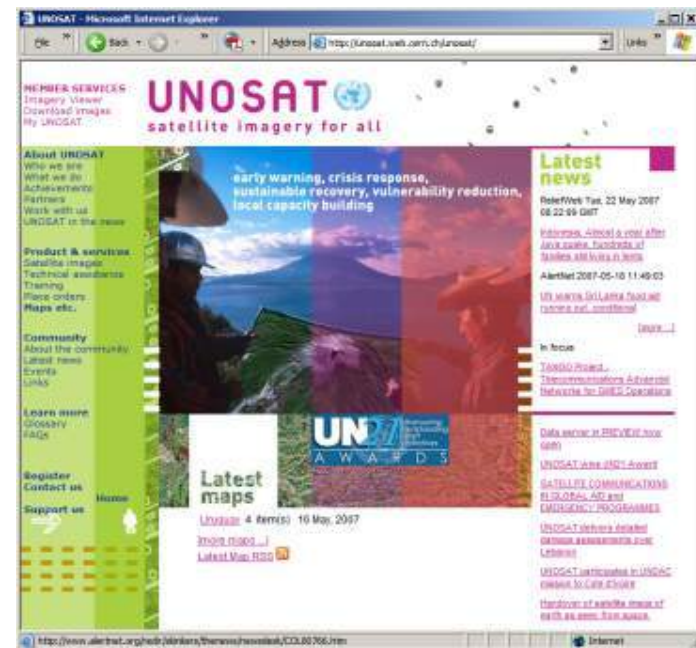 UNOSAT - Microsoft Internet Explorer
File Back Address http://unosat.web.cern.ch/unosat/ Links
MEMBER SERVICES
Imagery Viewer
Download Images
My UNOSAT
UNOSAT
satellite imagery for all
About UNOSAT
Who we are
What we do
Achievements
Partners
Work with us
UNOSAT in the news
Product & services
Satellite images
Technical assistance
Training
Place orders
Maps etc.
Community
About the community
Latest news
Events
Links
Learn more
Glossary
FAQs
Register
Contact us
Home
Support us
early warning, crisis response,
sustainable recovery, vulnerability reduction,
local capacity building
UN21
AWARDS
Latest
maps
Uruguay 4 item(s) 16 May, 2007
[more maps ...]
Latest Map RSS
Latest
news
ReliefWeb Tue, 22 May 2007
08:22:09 GMT
Indonesia: Almost a year after
Java quake, hundreds of
families still living in tents
AlertNet 2007-05-18 11:49:03
UN warns Sri Lanka food aid
running out, conditional
[more ...]
In focus
TANGO Project -
Telecommunications Advanced
Networks for GMES Operations
Data server in PREVIEW now
open
UNOSAT wins UN21 Award
SATELLITE COMMUNICATIONS
IN GLOBAL AID and
EMERGENCY PROGRAMMES
UNOSAT delivers detailed
damage assessments over
Lebanon
UNOSAT participates in UNDAC
mission to Cote d'Ivoire
Handover of satellite image of
earth as seen from space.
Internet